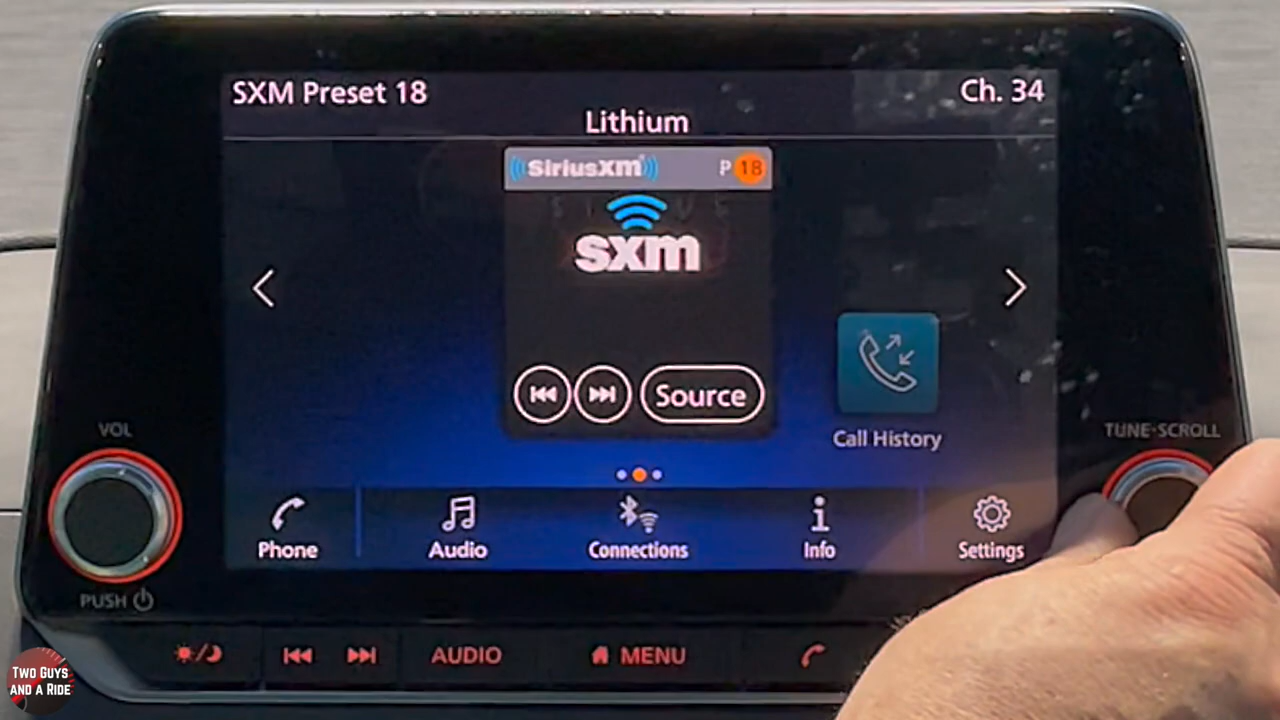 SXM Preset 18
Ch. 34
Lithium
SiriusXM
P 18
SIRIUS
sxm
Source
Call History
VOL
TUNE·SCROLL
Phone
Audio
Connections
Info
Settings
PUSH
AUDIO
MENU
TWO GUYS
AND A RIDE